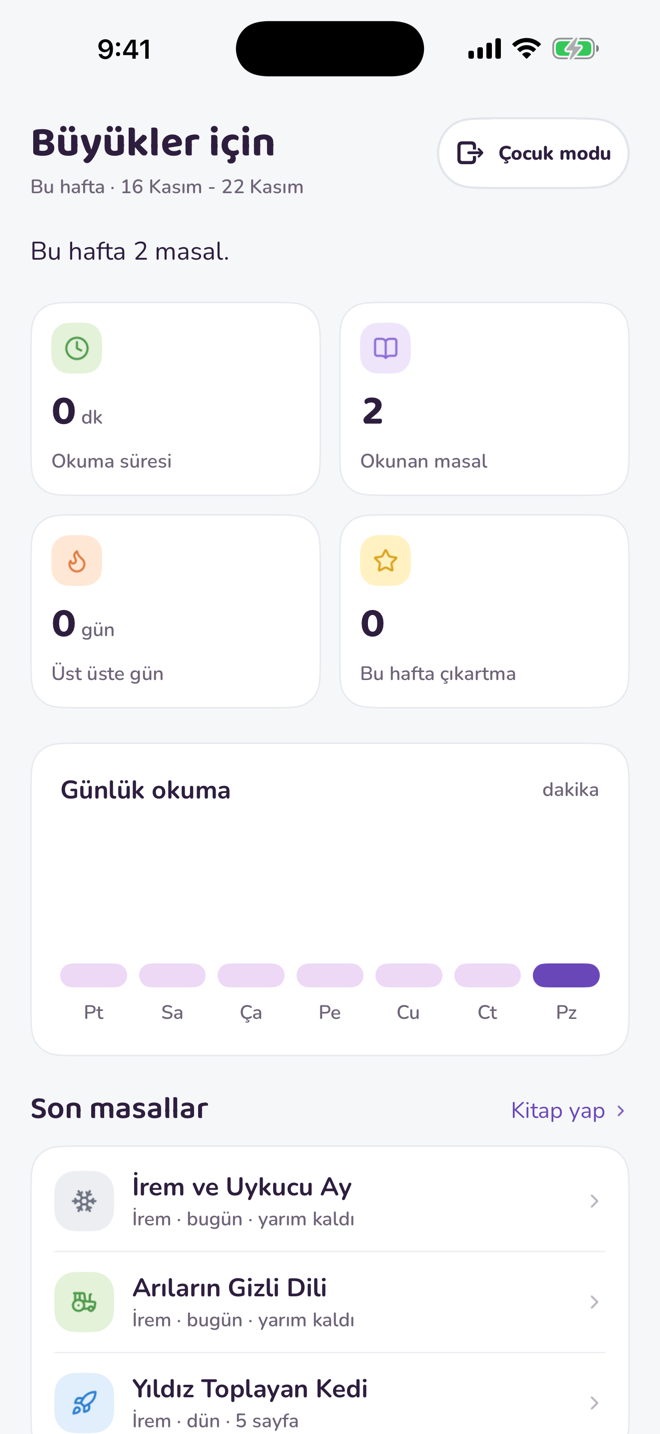 9:41
Büyükler için
Çocuk modu
Bu hafta · 16 Kasım - 22 Kasım
Bu hafta 2 masal.
0 dk
Okuma süresi
2
Okunan masal
0 gün
Üst üste gün
0
Bu hafta çıkartma
Günlük okuma
dakika
Pt Sa Ça Pe Cu Ct Pz
Son masallar
Kitap yap
İrem ve Uykucu Ay
İrem · bugün · yarım kaldı
Arıların Gizli Dili
İrem · bugün · yarım kaldı
Yıldız Toplayan Kedi
İrem · dün · 5 sayfa